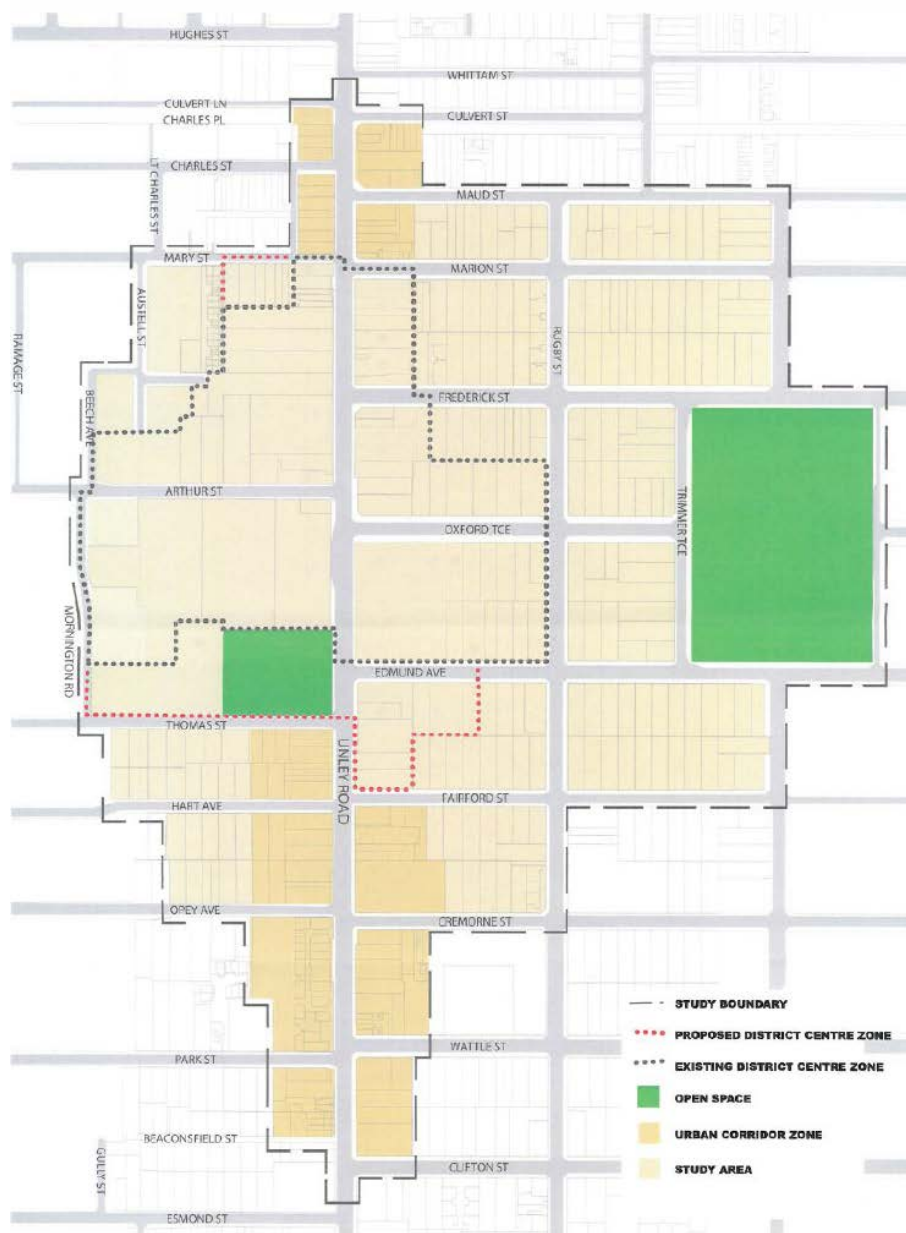 HUGHES ST
WHITTAM ST
CULVERT LN
CHARLES PL
CULVERT ST
CHARLES ST
LT CHARLES ST
MAUD ST
MARY ST
MARION ST
AUSTELL ST
RAMAGE ST
RUGBY ST
BEECH AVE
FREDERICK ST
ARTHUR ST
TRIMMER TCE
OXFORD TCE
MORNINGTON RD
EDMUND AVE
THOMAS ST
UNLEY ROAD
HART AVE
FAIRFORD ST
OPEY AVE
CREMORNE ST
STUDY BOUNDARY
PROPOSED DISTRICT CENTRE ZONE
WATTLE ST
PARK ST
EXISTING DISTRICT CENTRE ZONE
OPEN SPACE
URBAN CORRIDOR ZONE
BEACONSFIELD ST
GULLY ST
CLIFTON ST
STUDY AREA
ESMOND ST